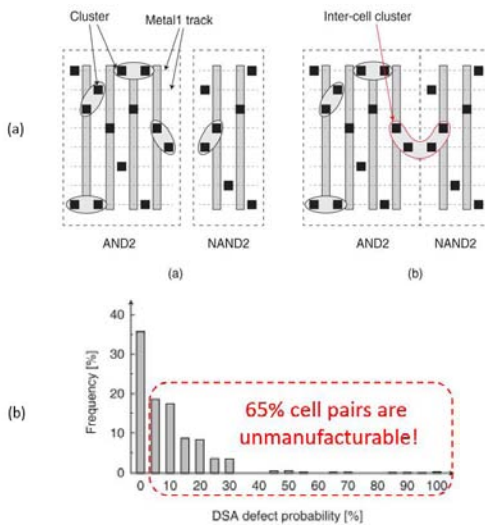 Cluster
Metal1 track
Inter-cell cluster
(a)
AND2
NAND2
AND2
NAND2
(a)
(b)
(b)
Frequency [%]
40
30
20
10
0
65% cell pairs are
unmanufacturable!
0 10 20 30 40 50 60 70 80 90 100
DSA defect probability [%]